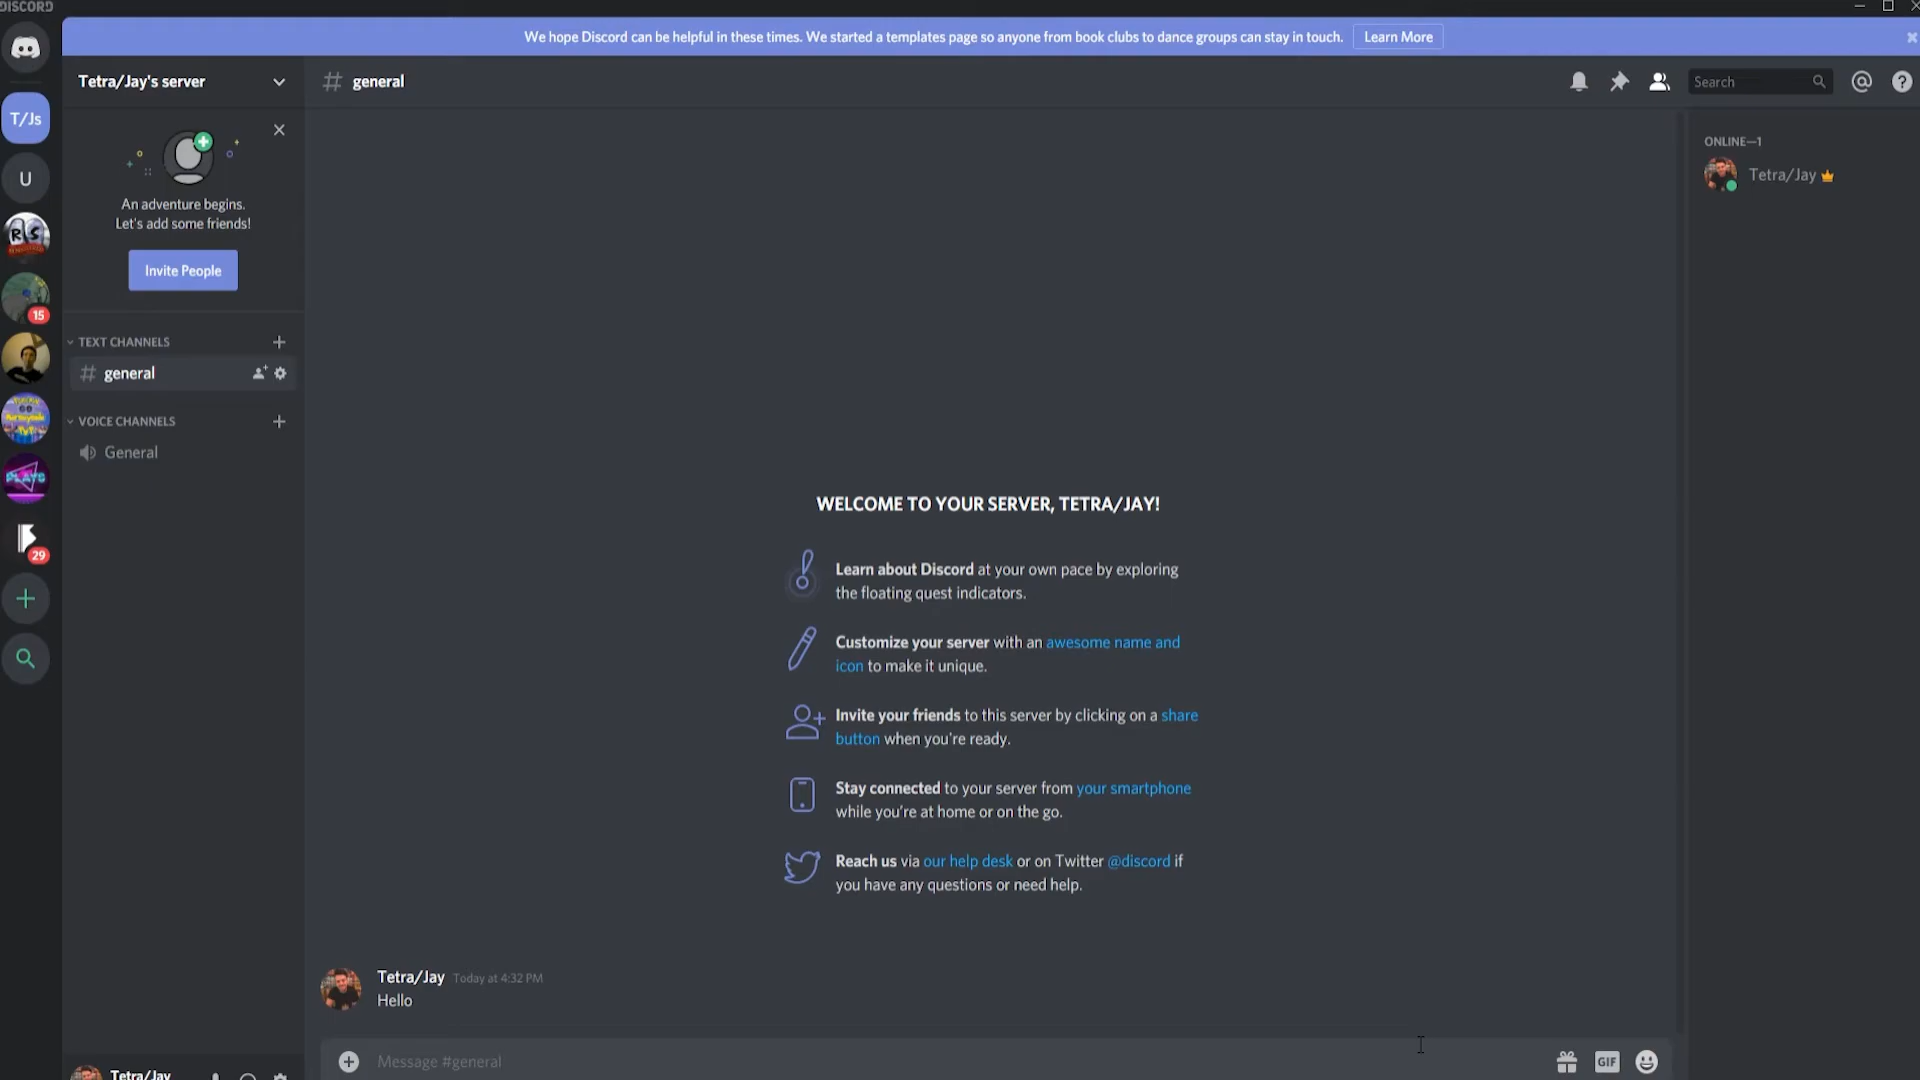 DISCORD
We hope Discord can be helpful in these times. We started a templates page so anyone from book clubs to dance groups can stay in touch.
Learn More
Tetra/Jay's server
general
Search
T/Js
U
RS
15
PLAYS
29
An adventure begins.
Let's add some friends!
Invite People
TEXT CHANNELS
general
VOICE CHANNELS
General
WELCOME TO YOUR SERVER, TETRA/JAY!
Learn about Discord at your own pace by exploring
the floating quest indicators.
Customize your server with an awesome name and
icon to make it unique.
Invite your friends to this server by clicking on a share
button when you're ready.
Stay connected to your server from your smartphone
while you're at home or on the go.
Reach us via our help desk or on Twitter @discord if
you have any questions or need help.
Tetra/Jay Today at 4:32 PM
Hello
Message #general
GIF
ONLINE—1
Tetra/Jay
Tetra/Jay